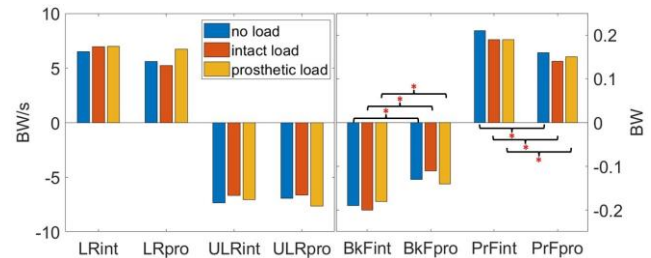 10
5
0
-5
-10
BW/s
no load
intact load
prosthetic load
0.2
0.1
0
-0.1
-0.2
BW
* * *
* * *
LRint LRpro ULRint ULRpro BkFint BkFpro PrFint PrFpro